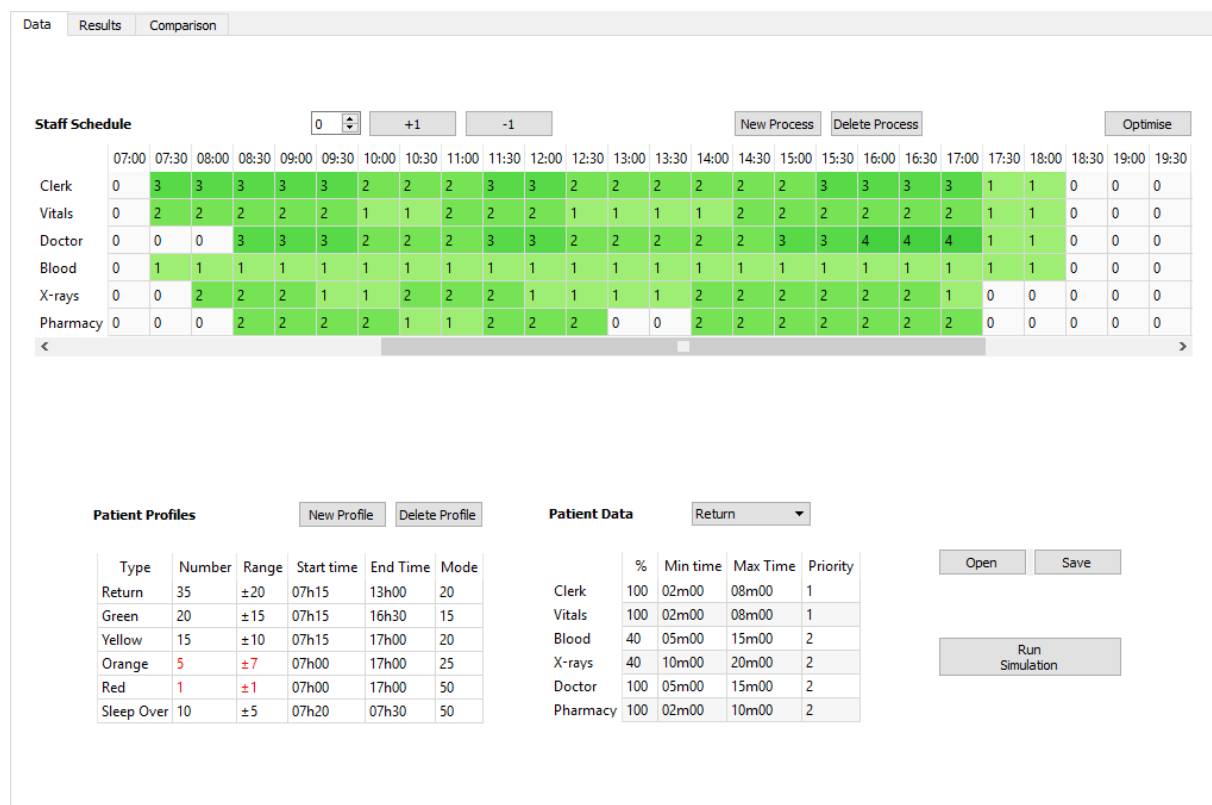 Data Results Comparison
Staff Schedule 0 +1 -1 New Process Delete Process Optimise
07:00 07:30 08:00 08:30 09:00 09:30 10:00 10:30 11:00 11:30 12:00 12:30 13:00 13:30 14:00 14:30 15:00 15:30 16:00 16:30 17:00 17:30 18:00 18:30 19:00 19:30
Clerk 0 3 3 3 3 3 2 2 2 3 3 2 2 2 2 2 2 3 3 3 3 1 1 0 0 0
Vitals 0 2 2 2 2 2 1 1 2 2 2 1 1 1 1 2 2 2 2 2 2 1 1 0 0 0
Doctor 0 0 0 3 3 3 2 2 2 3 3 2 2 2 2 2 3 3 4 4 4 1 1 0 0 0
Blood 0 1 1 1 1 1 1 1 1 1 1 1 1 1 1 1 1 1 1 1 1 1 1 0 0 0
X-rays 0 0 2 2 2 1 1 2 2 2 1 1 1 1 2 2 2 2 2 2 1 0 0 0 0 0
Pharmacy 0 0 0 2 2 2 2 1 1 2 2 2 0 0 2 2 2 2 2 2 2 0 0 0 0 0
Patient Profiles New Profile Delete Profile
Type Number Range Start time End Time Mode
Return 35 ±20 07h15 13h00 20
Green 20 ±15 07h15 16h30 15
Yellow 15 ±10 07h15 17h00 20
Orange 5 ±7 07h00 17h00 25
Red 1 ±1 07h00 17h00 50
Sleep Over 10 ±5 07h20 07h30 50
Patient Data Return
% Min time Max Time Priority
Clerk 100 02m00 08m00 1
Vitals 100 02m00 08m00 1
Blood 40 05m00 15m00 2
X-rays 40 10m00 20m00 2
Doctor 100 05m00 15m00 2
Pharmacy 100 02m00 10m00 2
Open Save
Run
Simulation